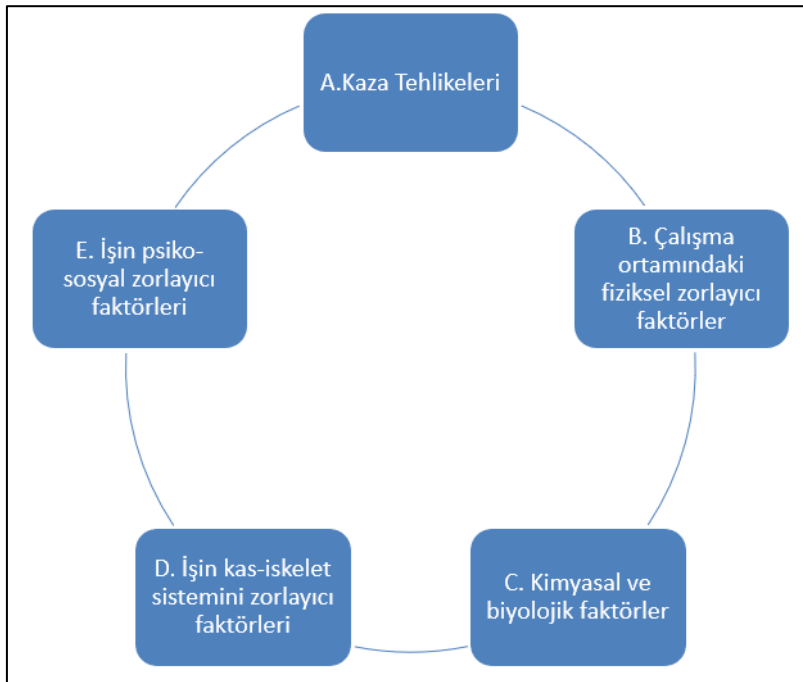 A.Kaza Tehlikeleri
B. Çalışma
ortamındaki
fiziksel zorlayıcı
faktörler
C. Kimyasal ve
biyolojik faktörler
D. İşin kas-iskelet
sistemini zorlayıcı
faktörleri
E. İşin psiko-
sosyal zorlayıcı
faktörleri